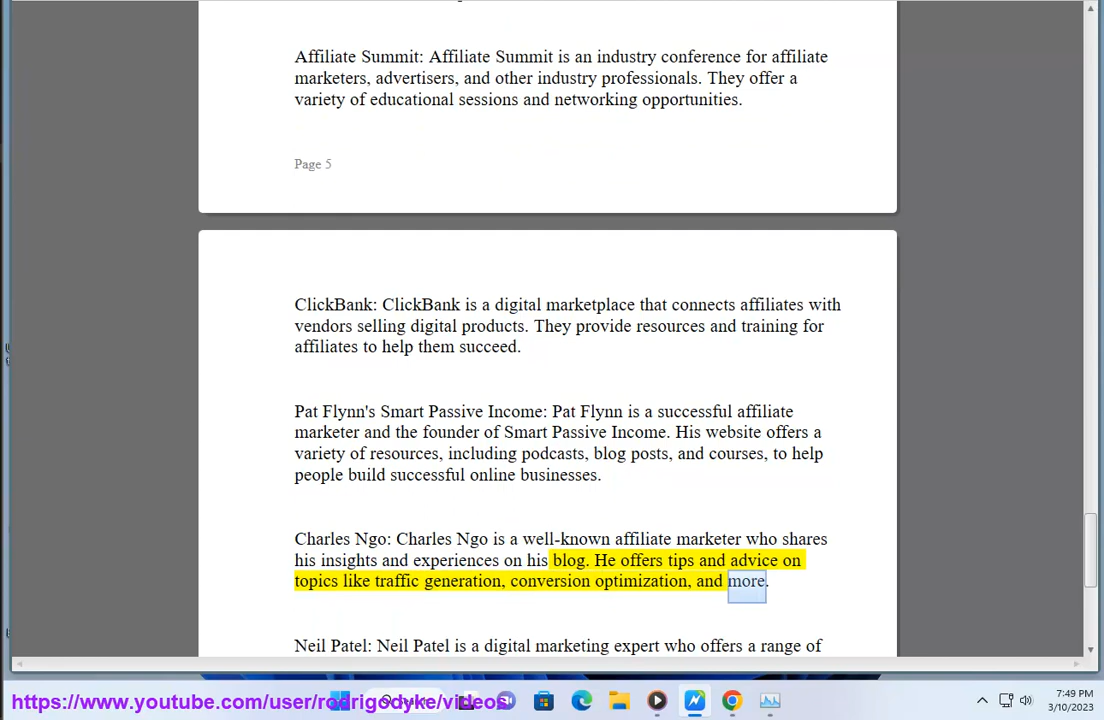 Affiliate Summit: Affiliate Summit is an industry conference for affiliate
marketers, advertisers, and other industry professionals. They offer a
variety of educational sessions and networking opportunities.
Page 5
ClickBank: ClickBank is a digital marketplace that connects affiliates with
vendors selling digital products. They provide resources and training for
affiliates to help them succeed.
Pat Flynn's Smart Passive Income: Pat Flynn is a successful affiliate
marketer and the founder of Smart Passive Income. His website offers a
variety of resources, including podcasts, blog posts, and courses, to help
people build successful online businesses.
Charles Ngo: Charles Ngo is a well-known affiliate marketer who shares
his insights and experiences on his blog. He offers tips and advice on
topics like traffic generation, conversion optimization, and more.
Neil Patel: Neil Patel is a digital marketing expert who offers a range of
https://www.youtube.com/user/rodrigodyke/videos
7:49 PM
3/10/2023